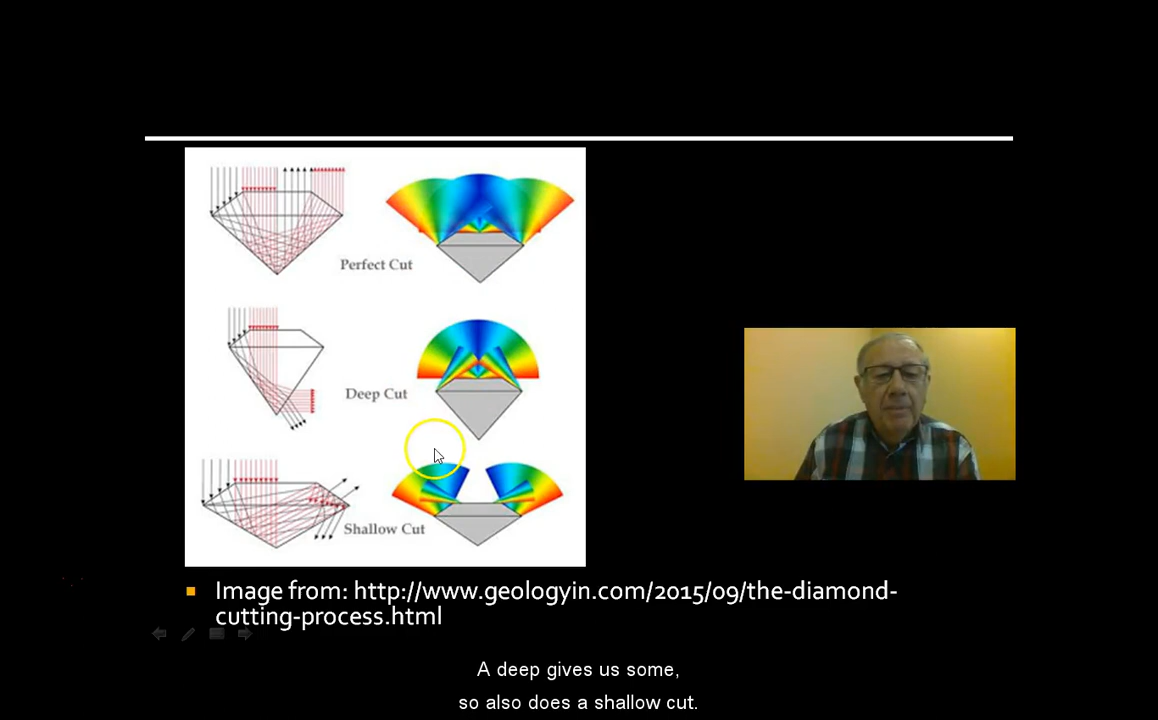 Perfect Cut
Deep Cut
Shallow Cut
Image from: http://www.geologyin.com/2015/09/the-diamond-
cutting-process.html
A deep gives us some,
so also does a shallow cut.